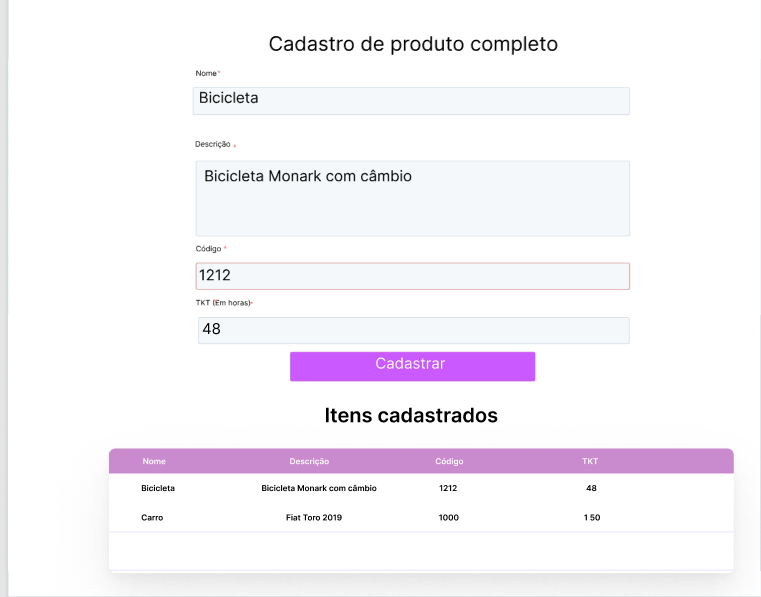 Cadastro de produto completo
Nome*
Bicicleta
Descrição *
Bicicleta Monark com câmbio
Código *
1212
TKT (Em horas)*
48
Cadastrar
Itens cadastrados
Nome Descrição Código TKT
Bicicleta Bicicleta Monark com câmbio 1212 48
Carro Fiat Toro 2019 1000 1 50